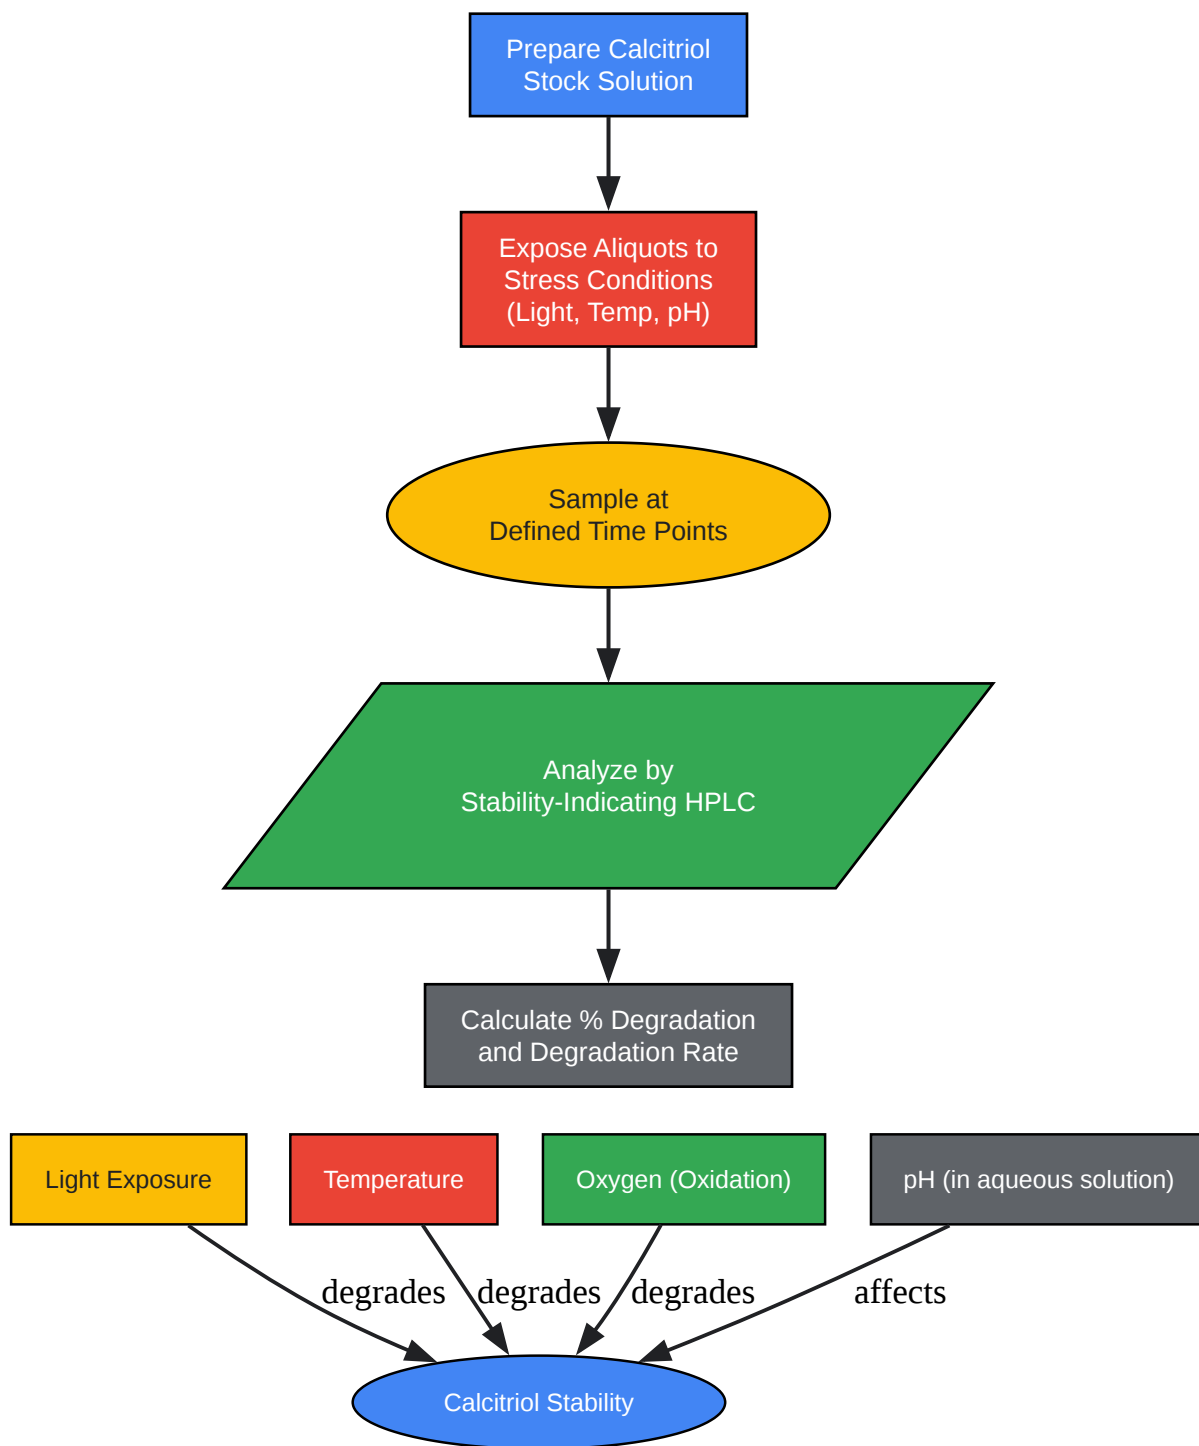 Prepare Calcitriol
Stock Solution
Expose Aliquots to
Stress Conditions
(Light, Temp, pH)
Sample at
Defined Time Points
Analyze by
Stability-Indicating HPLC
Calculate % Degradation
and Degradation Rate
Light Exposure
Temperature
Oxygen (Oxidation)
pH (in aqueous solution)
degrades
degrades
degrades
affects
Calcitriol Stability